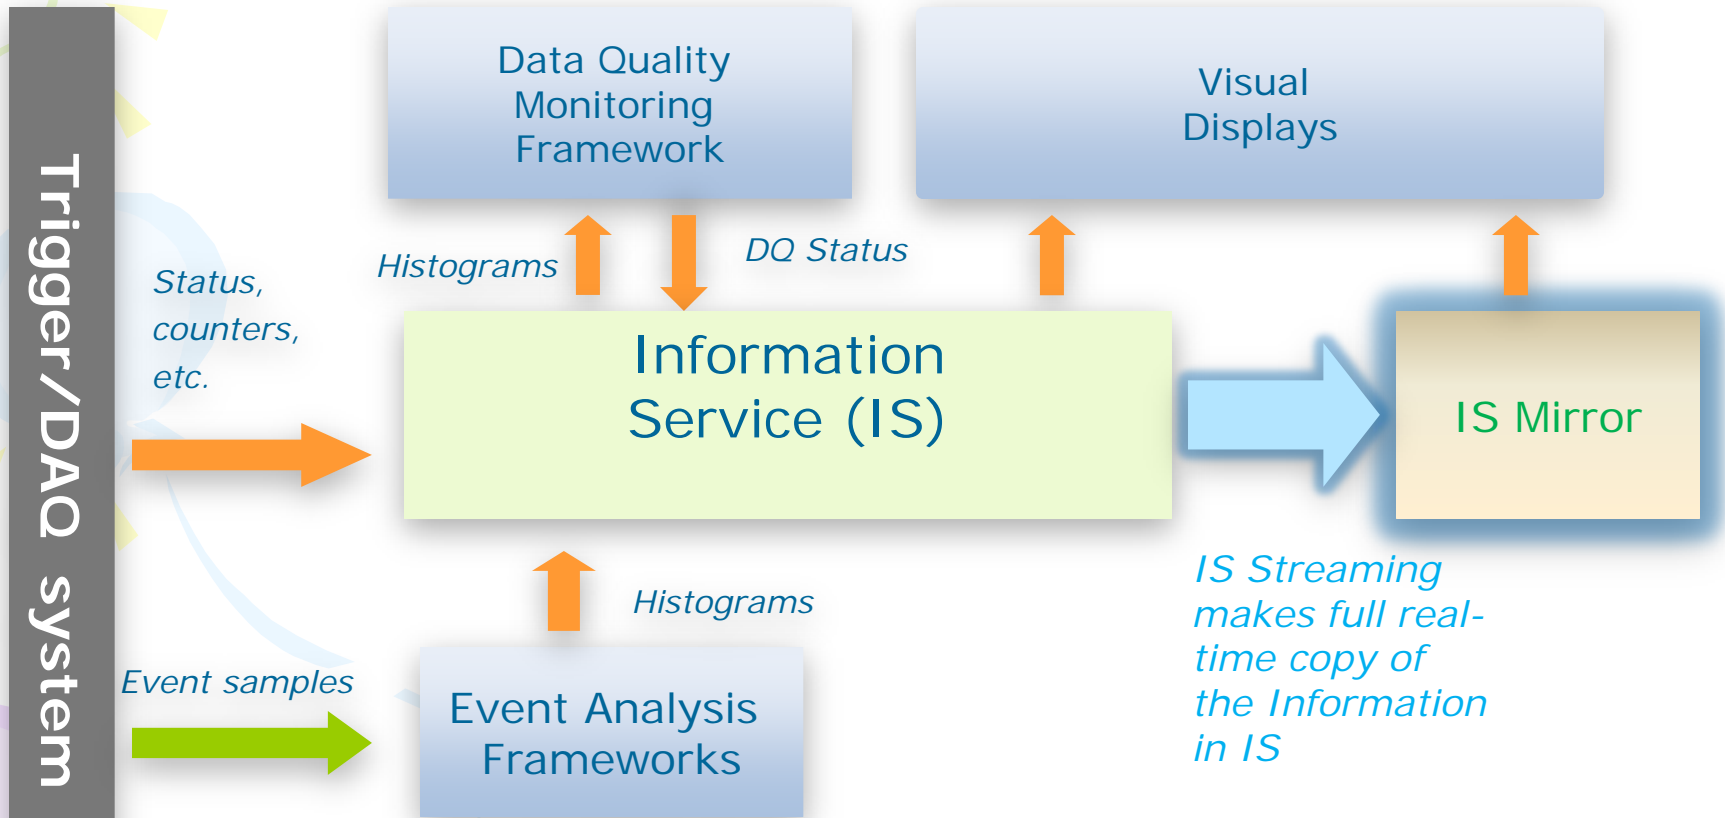 Trigger/DAQ system
Data Quality
Monitoring
Framework
Visual
Displays
Histograms
DQ Status
Status,
counters,
etc.
Information
Service (IS)
IS Mirror
Histograms
IS Streaming
makes full real-
time copy of
the Information
in IS
Event samples
Event Analysis
Frameworks